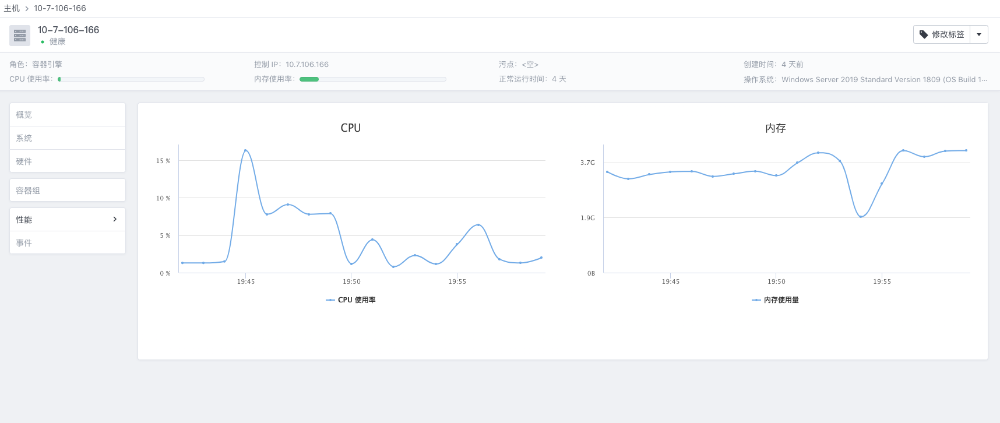 主机 > 10-7-106-166
10-7-106-166
健康
修改标签
角色： 容器引擎
控制 IP： 10.7.106.166
污点： <空>
创建时间： 4 天前
CPU 使用率：
内存使用率：
正常运行时间： 4 天
操作系统： Windows Server 2019 Standard Version 1809 (OS Build 1···
概览
系统
硬件
容器组
性能
事件
CPU
15 %
10 %
5 %
0 %
19:45 19:50 19:55
CPU 使用率
内存
3.7G
1.9G
0B
19:45 19:50 19:55
内存使用量